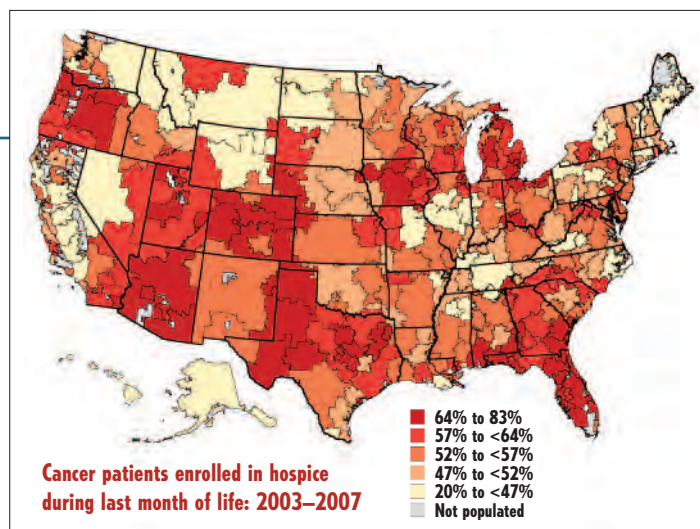 64% to 83%
57% to <64%
52% to <57%
47% to <52%
20% to <47%
Not populated
Cancer patients enrolled in hospice
during last month of life: 2003–2007